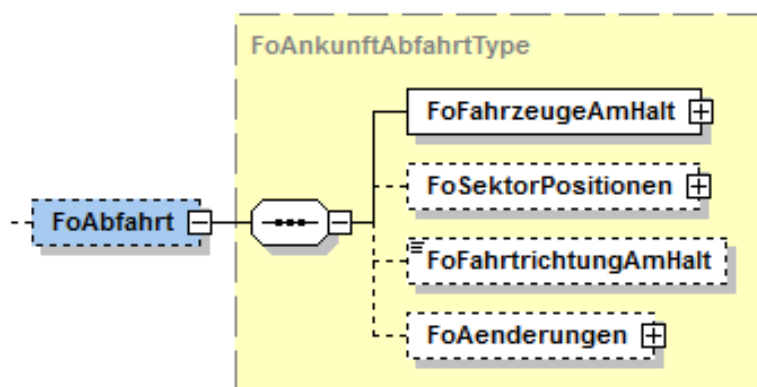 FoAnkunftAbfahrtType
FoFahrzeugeAmHalt
FoSektorPositionen
FoAbfahrt
FoFahrtrichtungAmHalt
FoAenderungen